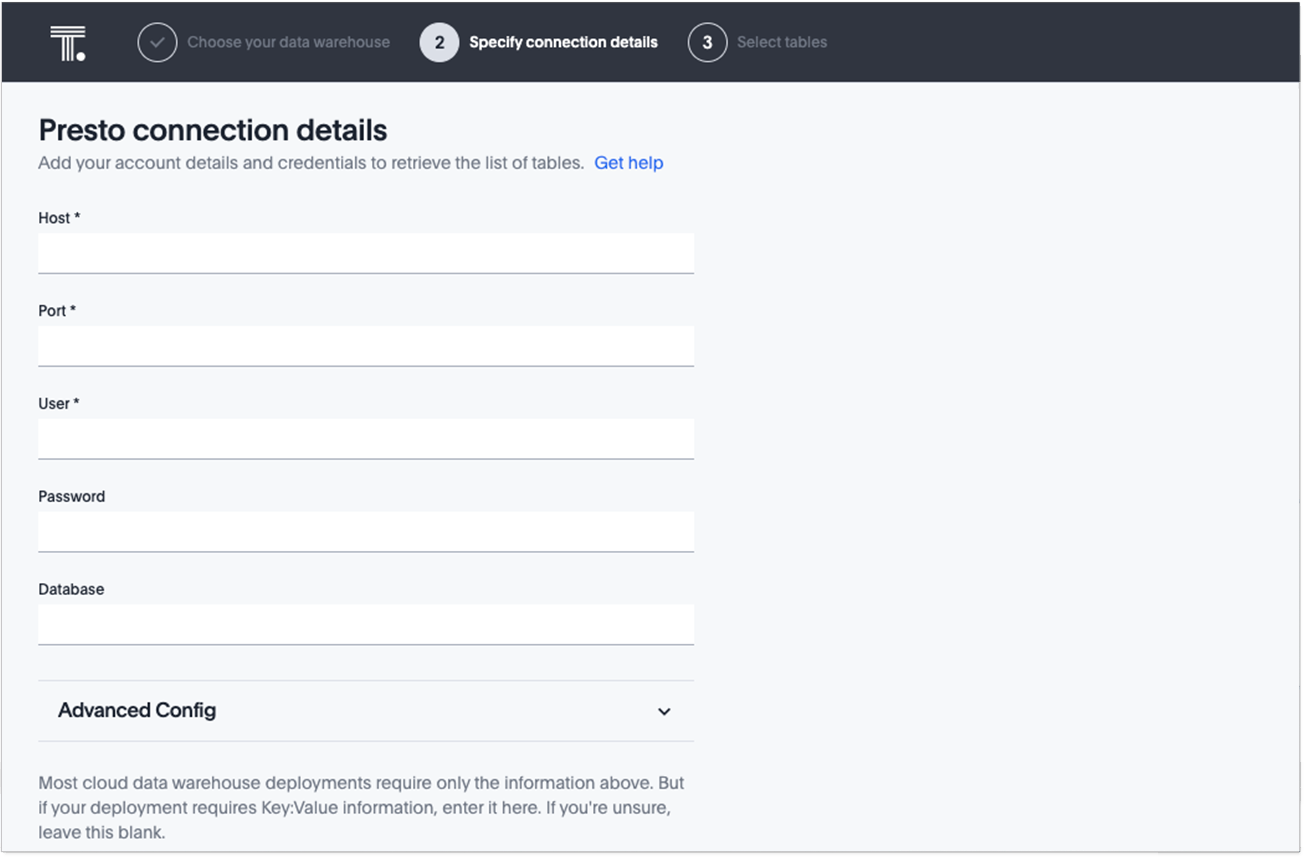 Choose your data warehouse 2 Specify connection details 3 Select tables
Presto connection details
Add your account details and credentials to retrieve the list of tables. Get help
Host *
Port *
User *
Password
Database
Advanced Config
Most cloud data warehouse deployments require only the information above. But
if your deployment requires Key:Value information, enter it here. If you're unsure,
leave this blank.